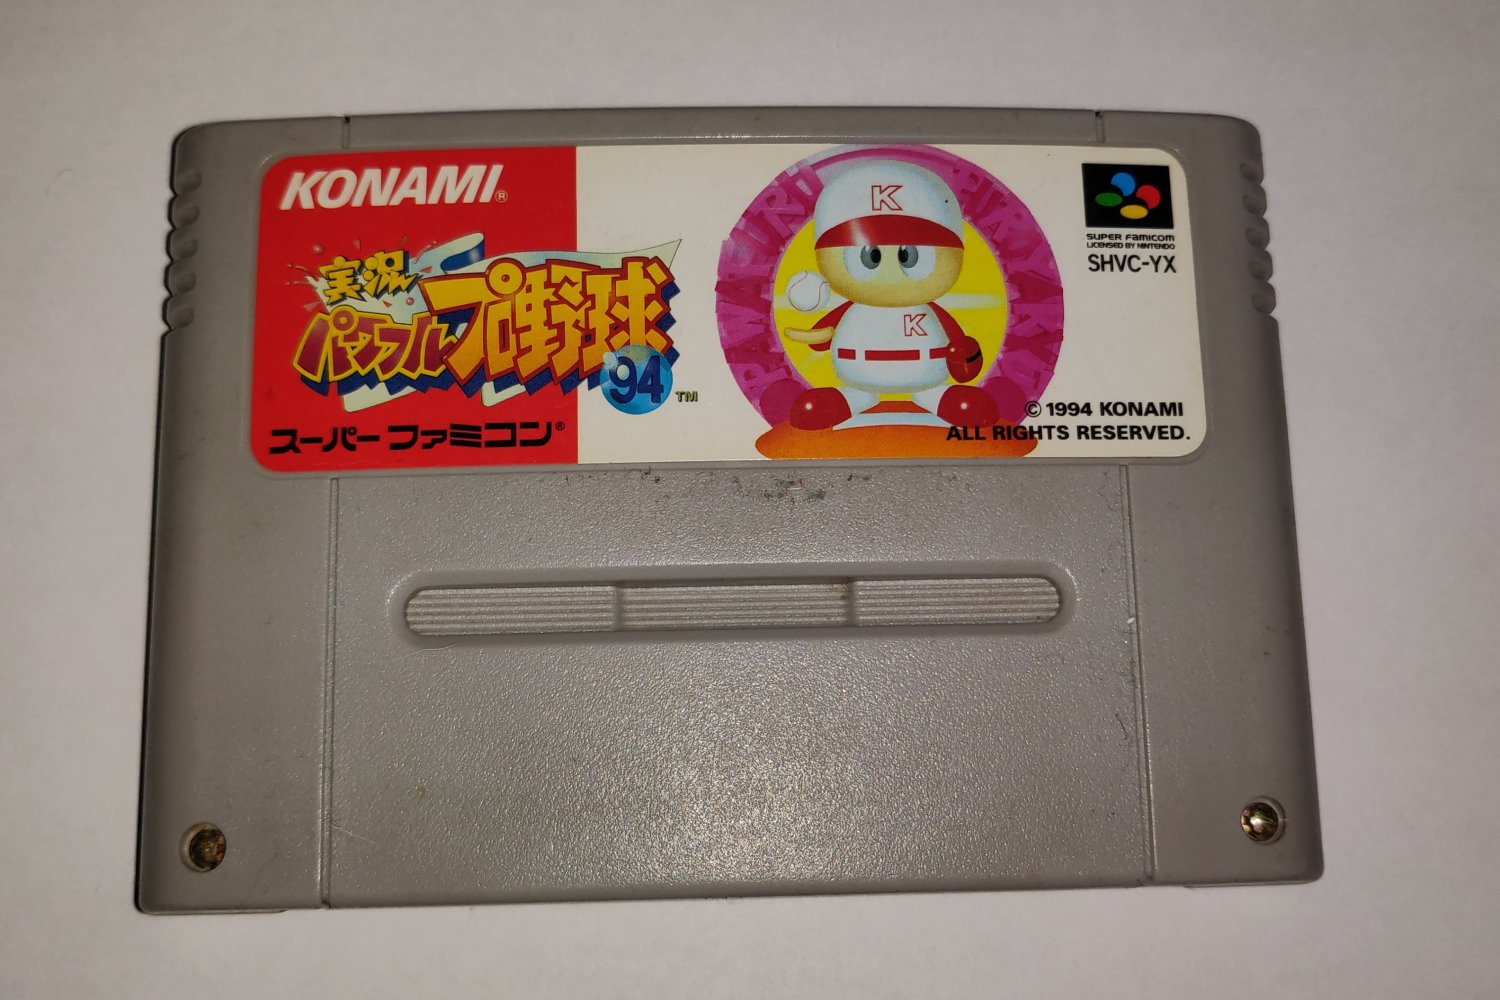 KONAMI®
実況
パワフルプロ野球
94 ™
スーパーファミコン®
K
K
SUPER FAMICOM
LICENSED BY NINTENDO
SHVC-YX
© 1994 KONAMI
ALL RIGHTS RESERVED.